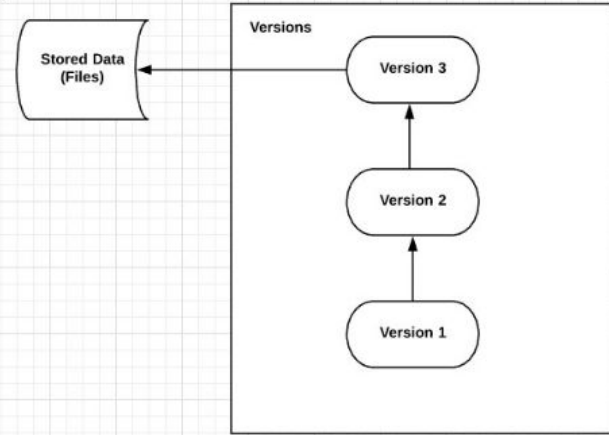 Versions
Stored Data
(Files)
Version 3
Version 2
Version 1